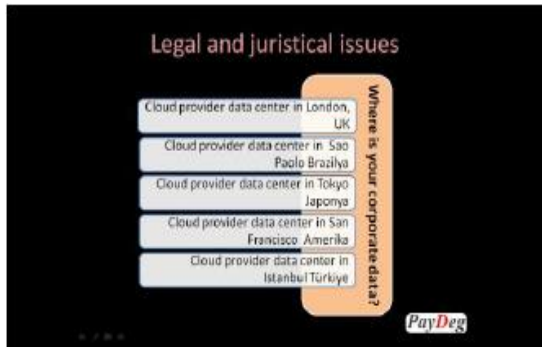 Legal and juristical issues
Cloud provider data center in London,
UK
Cloud provider data center in Sao
Paolo Brazilya
Cloud provider data center in Tokyo
Japonya
Cloud provider data center in San
Francisco Amerika
Cloud provider data center in
Istanbul Türkiye
Where is your corporate data?
PayDeg